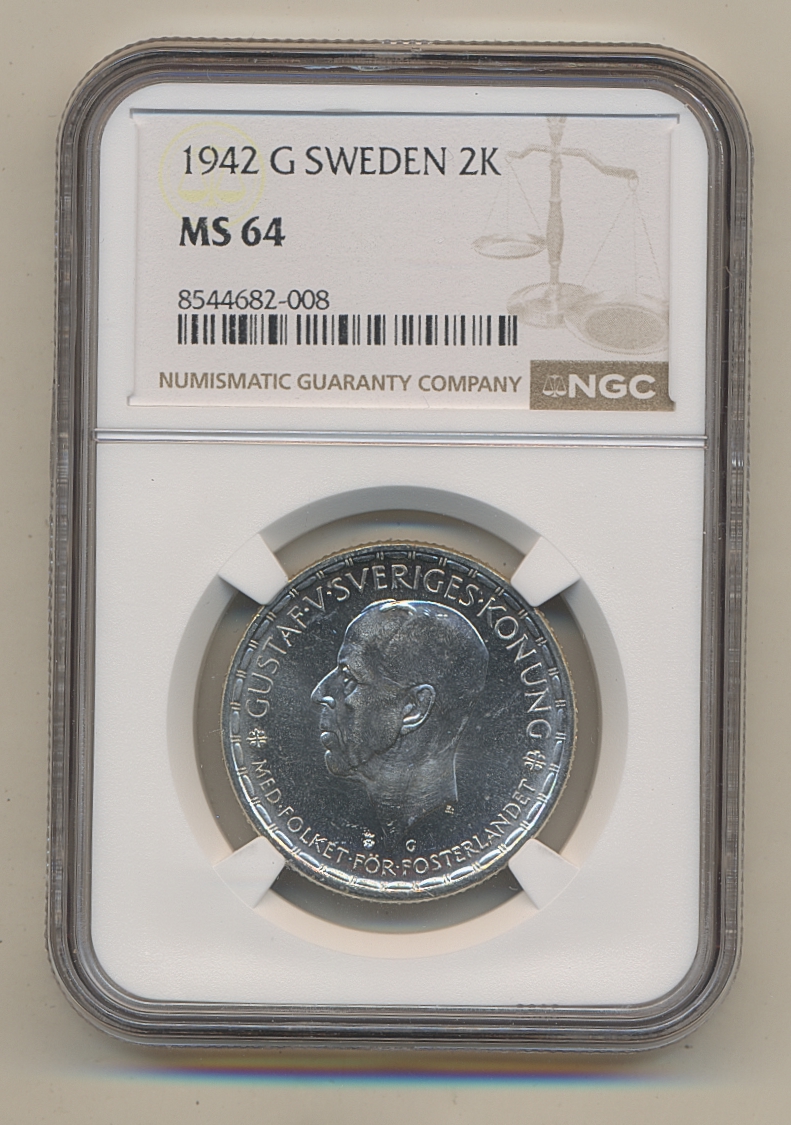 1942 G SWEDEN 2K
MS 64
8544682-008
NUMISMATIC GUARANTY COMPANY
NGC
GUSTAF·V·SVERIGES·KONUNG
MED·FOLKET·FÖR·FOSTERLANDET
G